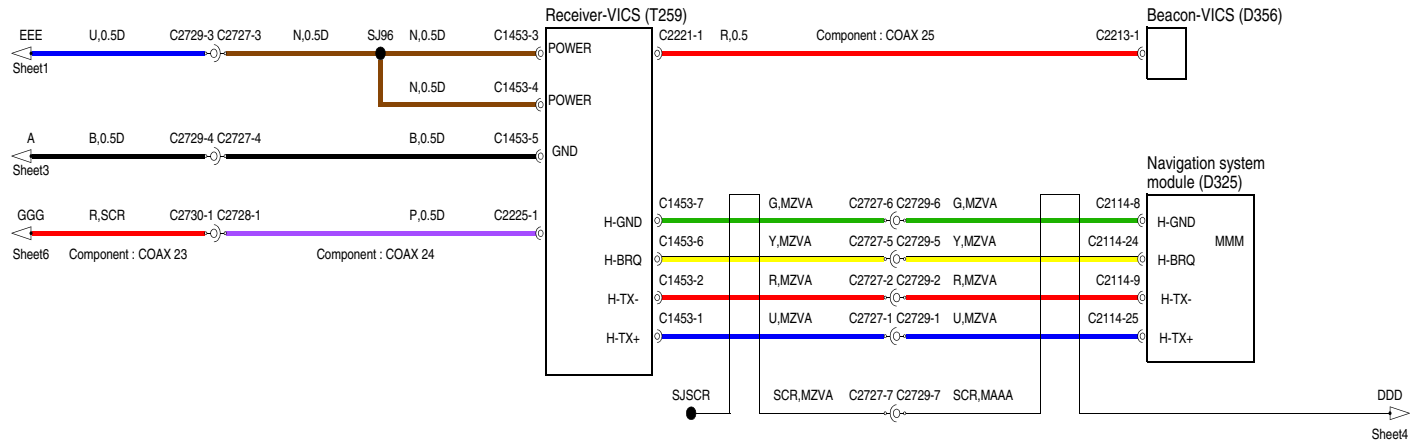 Receiver-VICS (T259)
Beacon-VICS (D356)
EEE U,0.5D C2729-3 C2727-3 N,0.5D SJ96 N,0.5D C1453-3
POWER
C2221-1 R,0.5 Component : COAX 25 C2213-1
Sheet1
N,0.5D C1453-4
POWER
A B,0.5D C2729-4 C2727-4 B,0.5D C1453-5
GND
Sheet3
Navigation system
module (D325)
GGG R,SCR C2730-1 C2728-1 P,0.5D C2225-1
Sheet6 Component : COAX 23 Component : COAX 24
C1453-7 G,MZVA C2727-6 C2729-6 G,MZVA C2114-8
H-GND H-GND
MMM
C1453-6 Y,MZVA C2727-5 C2729-5 Y,MZVA C2114-24
H-BRQ H-BRQ
C1453-2 R,MZVA C2727-2 C2729-2 R,MZVA C2114-9
H-TX- H-TX-
C1453-1 U,MZVA C2727-1 C2729-1 U,MZVA C2114-25
H-TX+ H-TX+
SJSCR SCR,MZVA C2727-7 C2729-7 SCR,MAAA DDD
Sheet4